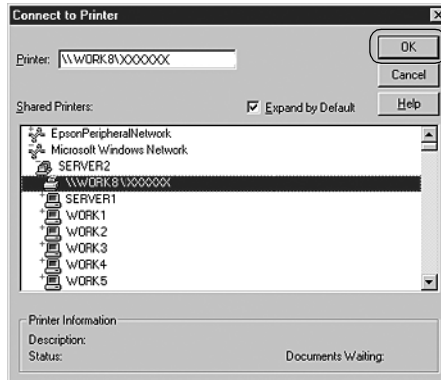 Connect to Printer
Printer: \\WORK8\XXXXXX
OK
Cancel
Shared Printers:
Expand by Default
Help
EpsonPeripheralNetwork
Microsoft Windows Network
SERVER2
\\WORK8\XXXXXX
SERVER1
WORK1
WORK2
WORK3
WORK4
WORK5
Printer Information
Description:
Status:
Documents Waiting: